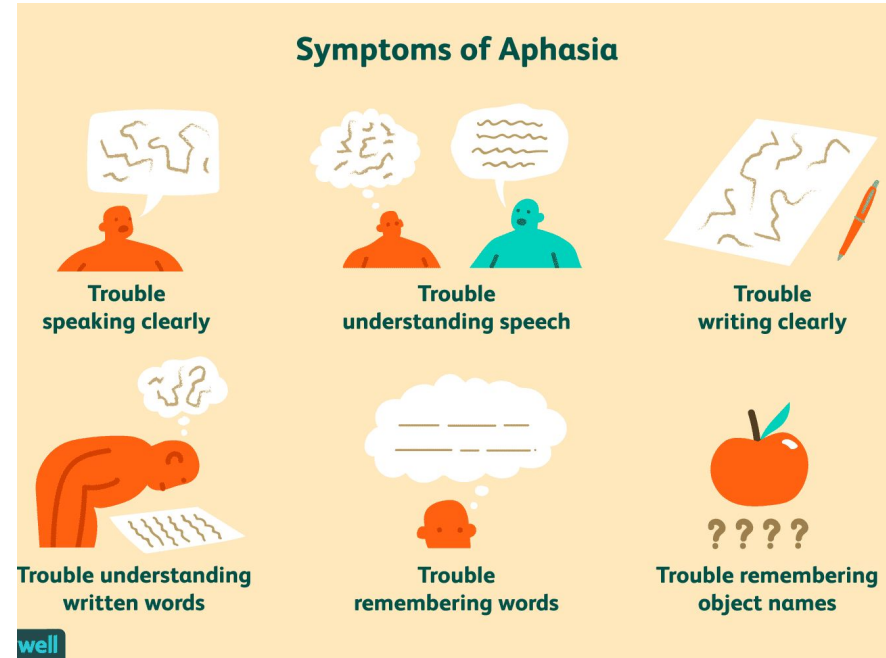 Symptoms of Aphasia
Trouble
speaking clearly
Trouble
understanding speech
Trouble
writing clearly
Trouble understanding
written words
Trouble
remembering words
? ? ? ?
Trouble remembering
object names
well